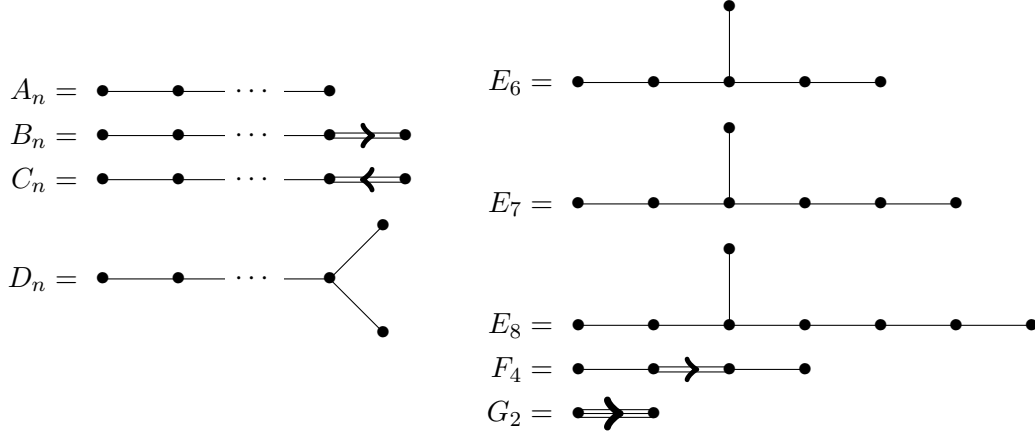 A_n =
B_n =
C_n =
D_n =
E_6 =
E_7 =
E_8 =
F_4 =
G_2 =